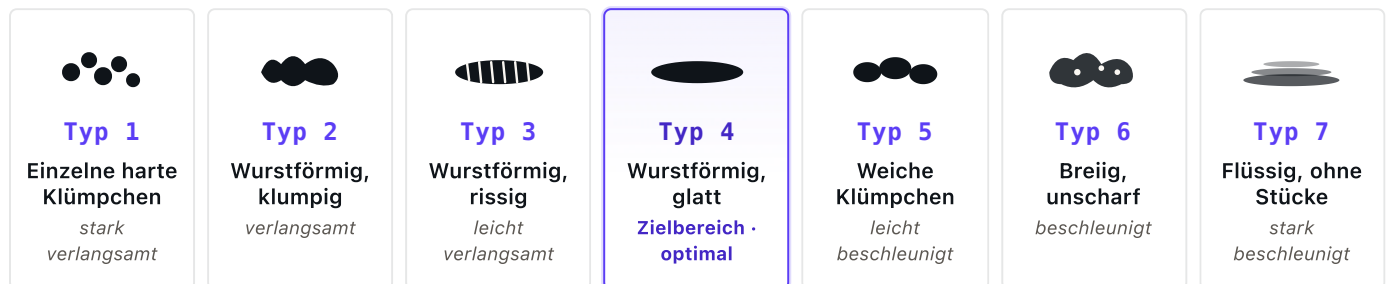 Typ 1
Einzelne harte
Klümpchen
stark
verlangsamt
Typ 2
Wurstförmig,
klumpig
verlangsamt
Typ 3
Wurstförmig,
rissig
leicht
verlangsamt
Typ 4
Wurstförmig,
glatt
Zielbereich ·
optimal
Typ 5
Weiche
Klümpchen
leicht
beschleunigt
Typ 6
Breiig,
unscharf
beschleunigt
Typ 7
Flüssig, ohne
Stücke
stark
beschleunigt